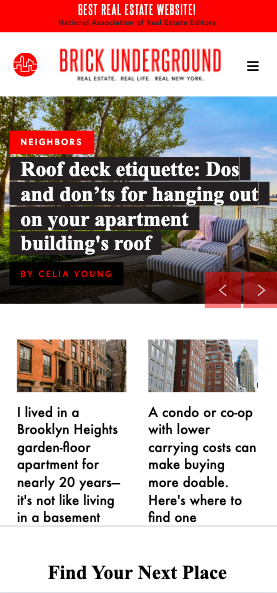 BEST REAL ESTATE WEBSITE!
National Association of Real Estate Editors
BRICK UNDERGROUND
REAL ESTATE. REAL LIFE. REAL NEW YORK.
NEIGHBORS
Roof deck etiquette: Dos
and don'ts for hanging out
on your apartment
building's roof
BY CELIA YOUNG
I lived in a
Brooklyn Heights
garden-floor
apartment for
nearly 20 years—
it's not like living
in a basement
A condo or co-op
with lower
carrying costs can
make buying
more doable.
Here's where to
find one
Find Your Next Place